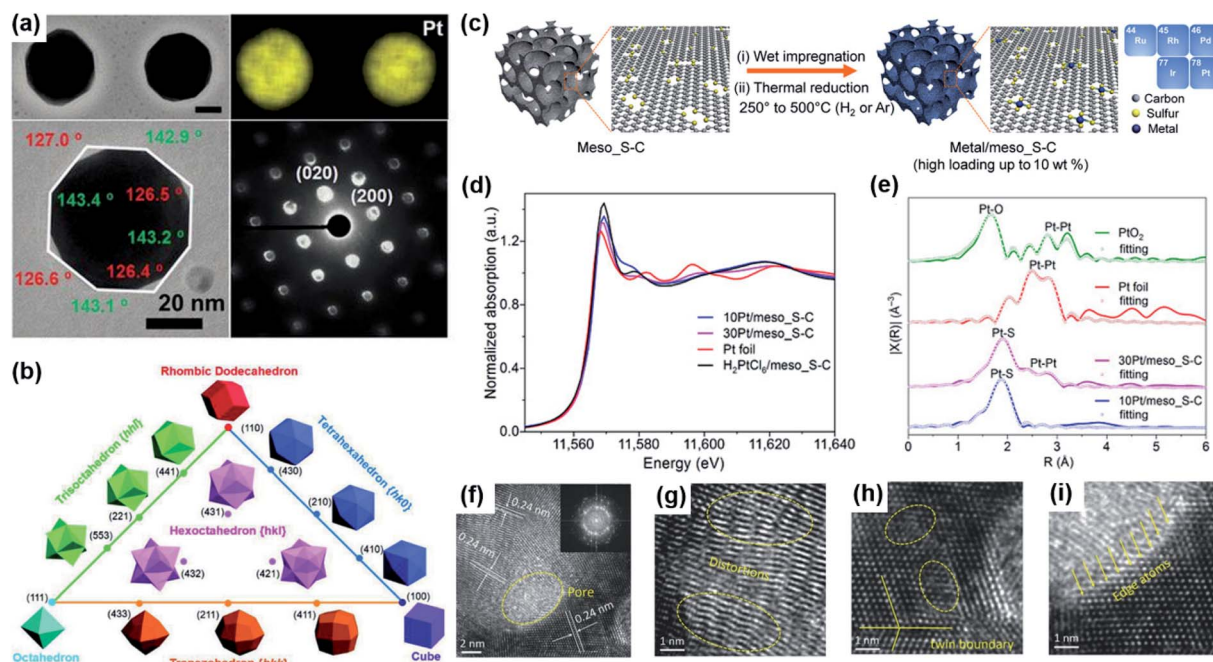 (a)
Pt
127.0 °
142.9 °
143.4 °
126.5 °
143.2 °
126.6 °
126.4 °
143.1 °
20 nm
(020)
(200)
(b)
Rhombic Dodecahedron
(110)
Trisoctahedron {hhl}
Tetrahexahedron {hk0}
(441)
(430)
(221)
(431)
(210)
Hexoctahedron {hkl}
(553)
(410)
(432)
(421)
(111)
(100)
(433)
(211)
(411)
Octahedron
Cube
(c)
(i) Wet impregnation
(ii) Thermal reduction
250° to 500°C (H₂ or Ar)
Meso_S-C
Metal/meso_S-C
(high loading up to 10 wt %)
44 Ru
45 Rh
46 Pd
77 Ir
78 Pt
Carbon
Sulfur
Metal
(d)
Normalized absorption (a.u.)
1.2
0.8
0.4
0.0
10Pt/meso_S-C
30Pt/meso_S-C
Pt foil
H₂PtCl₆/meso_S-C
11,560
11,580
11,600
11,620
11,640
Energy (eV)
(e)
|X(R)| (Å⁻³)
Pt-O
Pt-Pt
PtO₂
fitting
Pt-Pt
Pt foil
fitting
Pt-S
Pt-Pt
30Pt/meso_S-C
fitting
Pt-S
10Pt/meso_S-C
fitting
0
1
2
3
4
5
6
R (Å)
(f)
0.24 nm
0.24 nm
Pore
0.24 nm
2 nm
(g)
Distortions
1 nm
(h)
1 nm
twin boundary
(i)
Edge atoms
1 nm